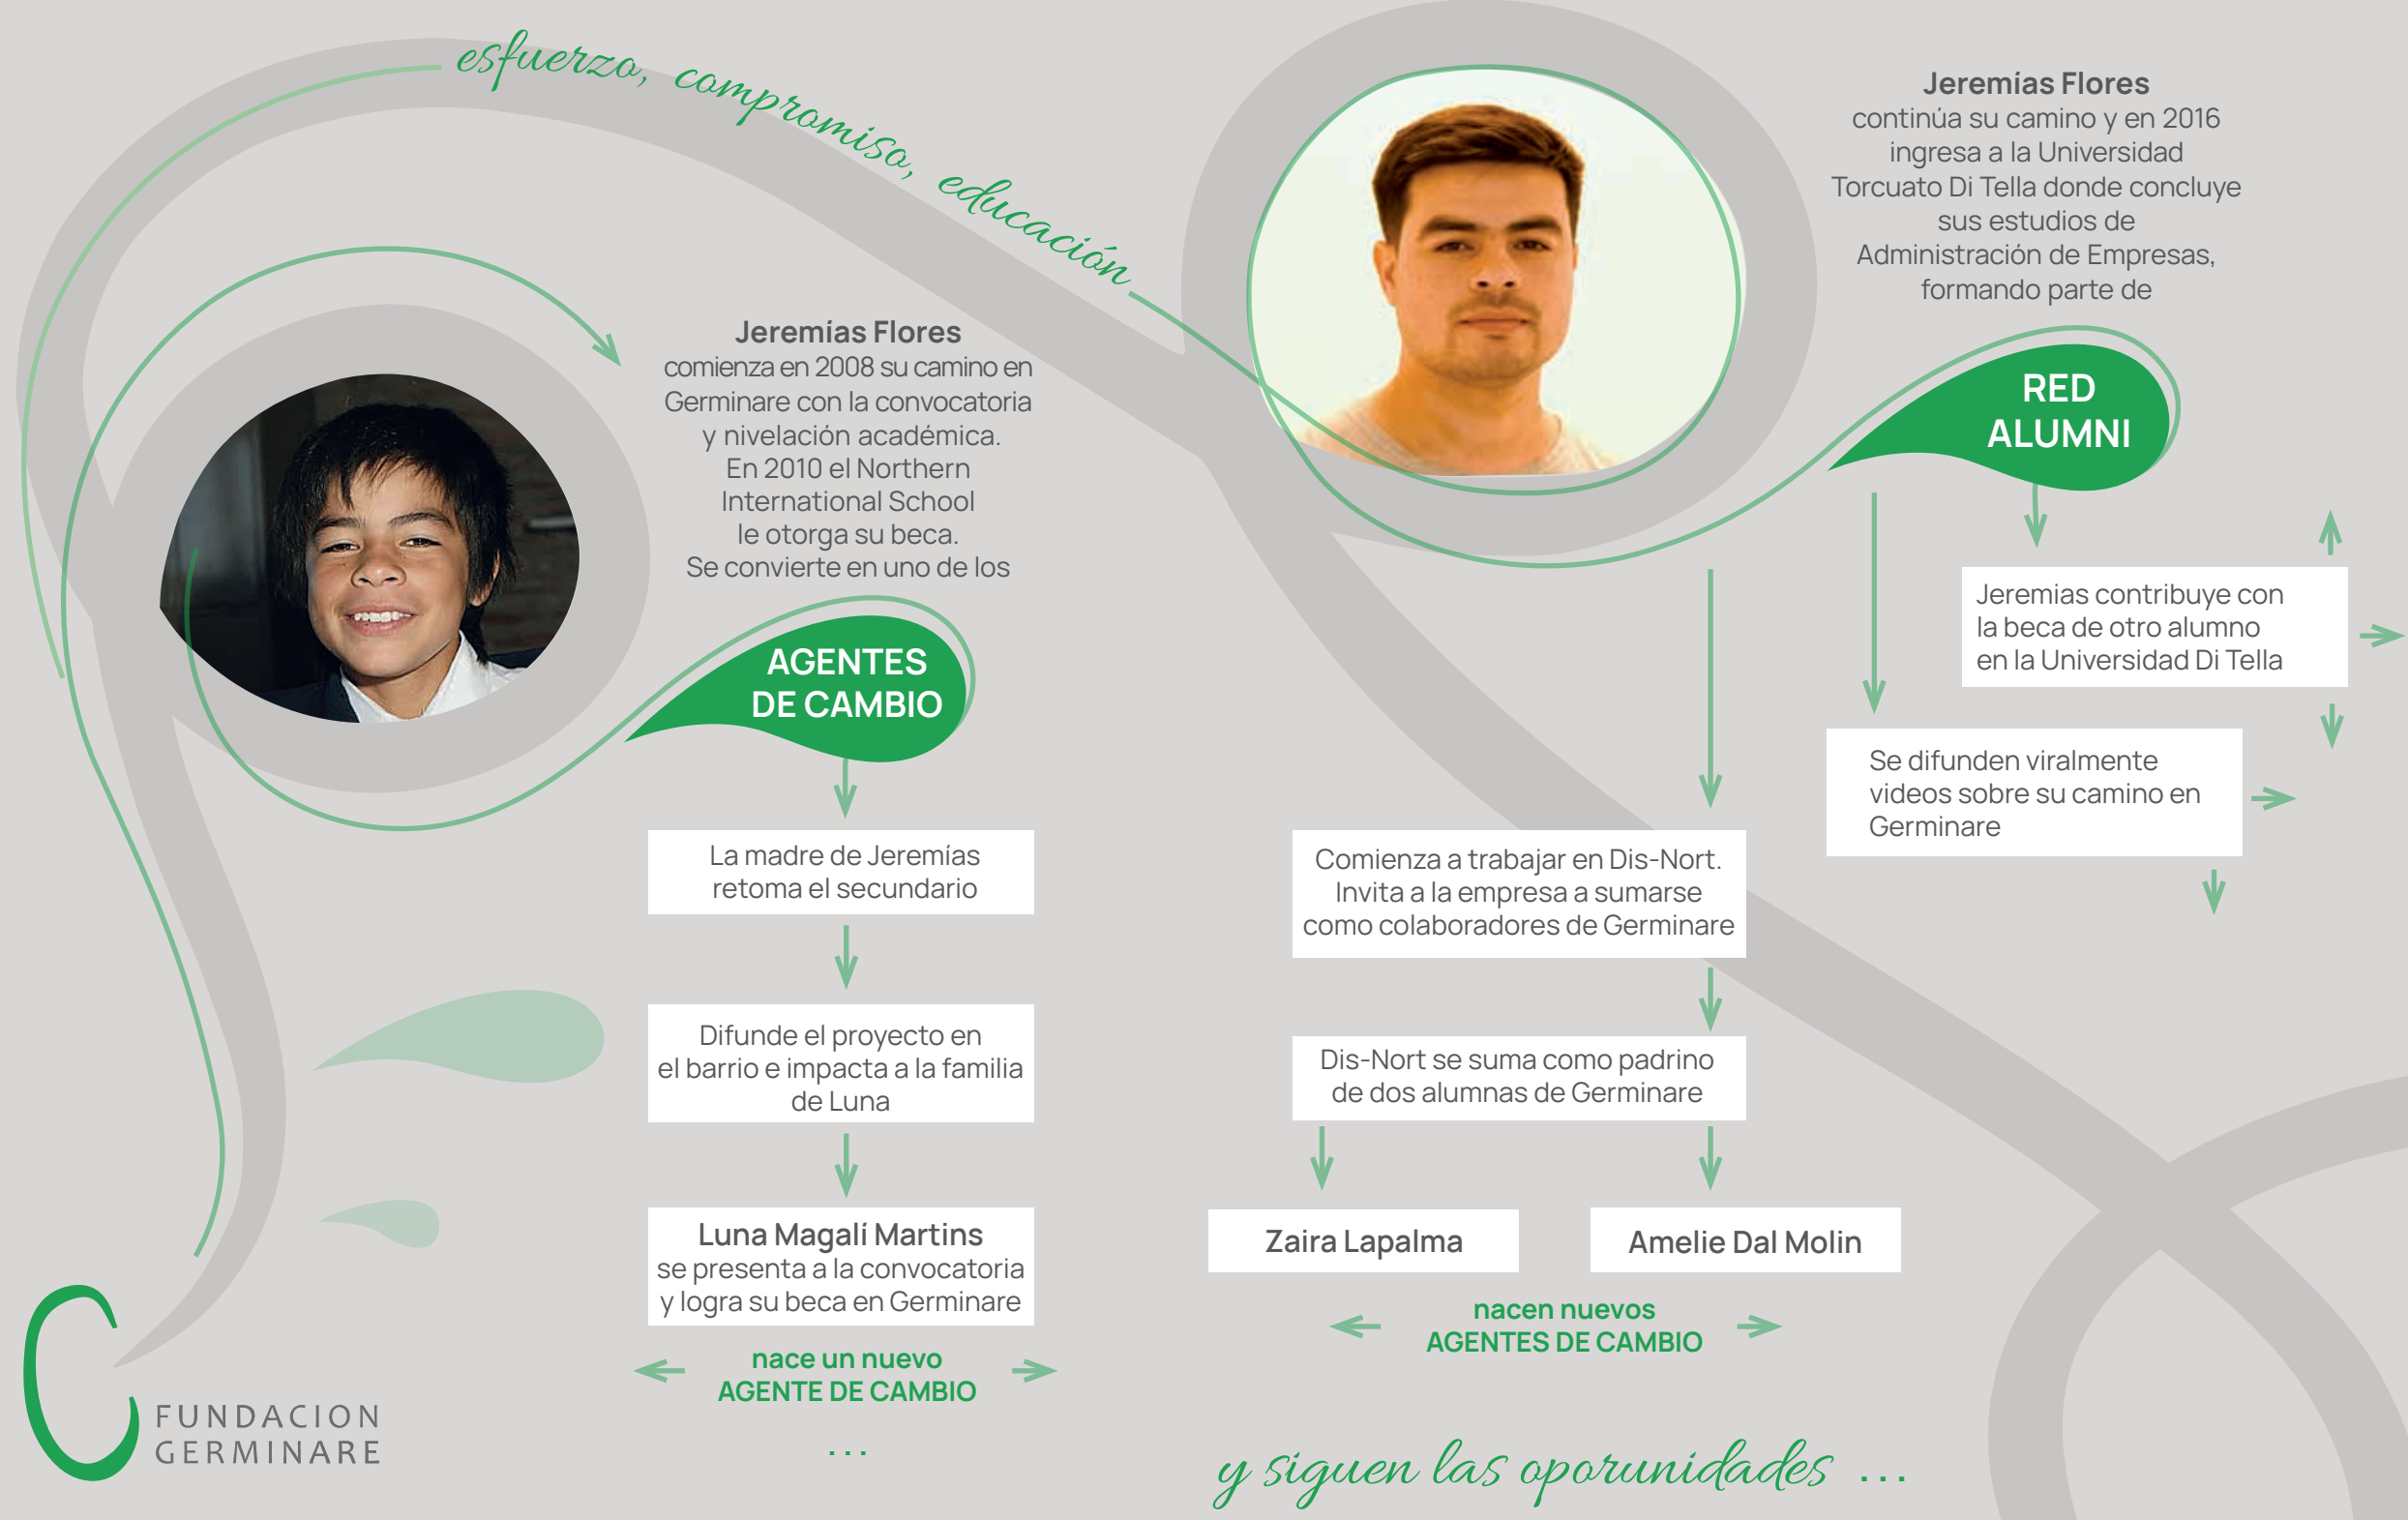 esfuerzo, compromiso, educación
Jeremías Flores
comienza en 2008 su camino en
Germinare con la convocatoria
y nivelación académica.
En 2010 el Northern
International School
le otorga su beca.
Se convierte en uno de los
AGENTES
DE CAMBIO
La madre de Jeremías
retoma el secundario
Difunde el proyecto en
el barrio e impacta a la familia
de Luna
Luna Magalí Martins
se presenta a la convocatoria
y logra su beca en Germinare
nace un nuevo
AGENTE DE CAMBIO
...
Jeremías Flores
continúa su camino y en 2016
ingresa a la Universidad
Torcuato Di Tella donde concluye
sus estudios de
Administración de Empresas,
formando parte de
RED
ALUMNI
Jeremias contribuye con
la beca de otro alumno
en la Universidad Di Tella
Se difunden viralmente
videos sobre su camino en
Germinare
Comienza a trabajar en Dis-Nort.
Invita a la empresa a sumarse
como colaboradores de Germinare
Dis-Nort se suma como padrino
de dos alumnas de Germinare
Zaira Lapalma
Amelie Dal Molin
nacen nuevos
AGENTES DE CAMBIO
y siguen las oporunidades ...
FUNDACION
GERMINARE